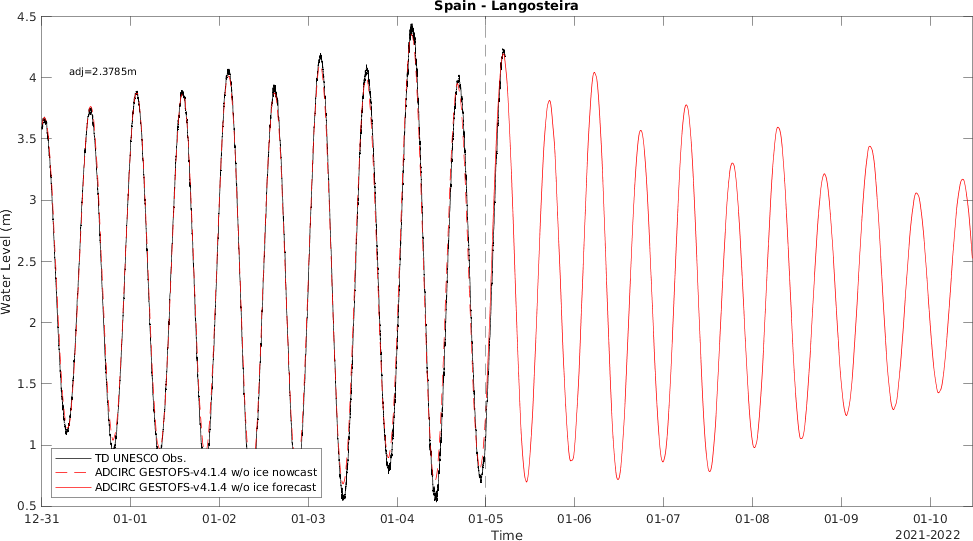 Spain - Langosteira
adj=2.3785m
4.5
4
3.5
3
2.5
2
1.5
1
0.5
Water Level (m)
TD UNESCO Obs.
ADCIRC GESTOFS-v4.1.4 w/o ice nowcast
ADCIRC GESTOFS-v4.1.4 w/o ice forecast
12-31 01-01 01-02 01-03 01-04 01-05 01-06 01-07 01-08 01-09 01-10
Time
2021-2022